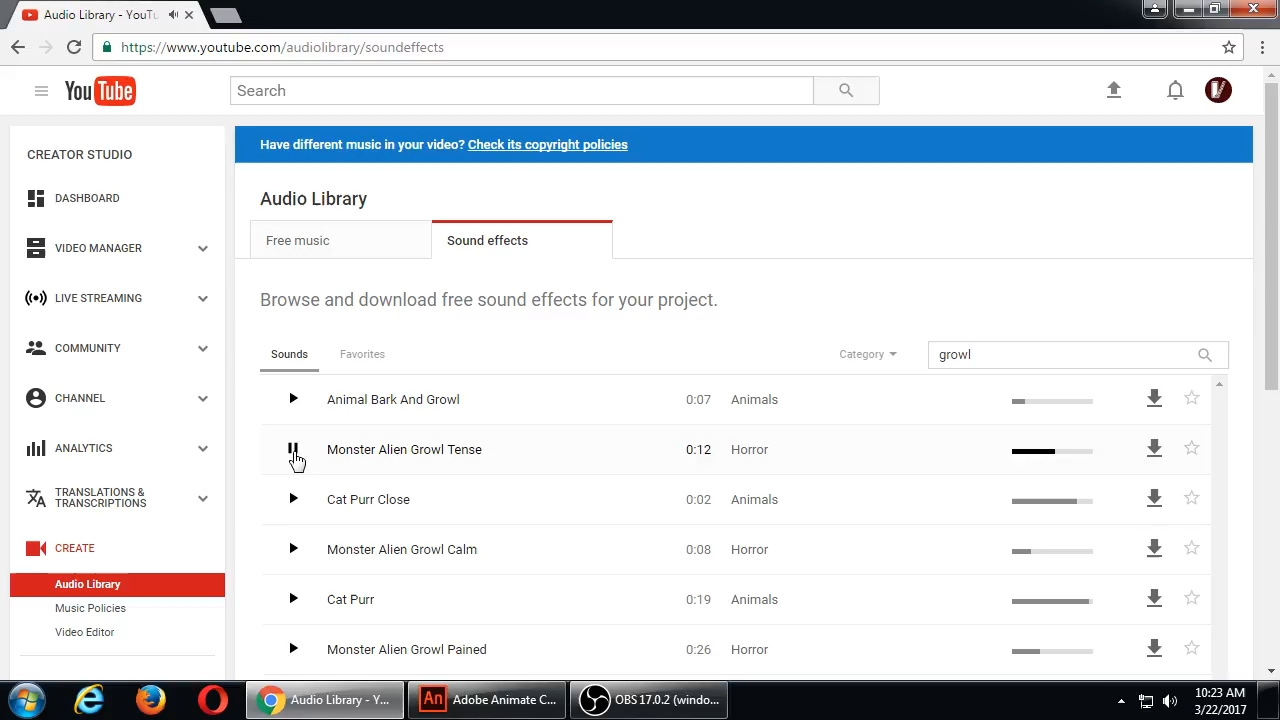 Audio Library - YouTu
https://www.youtube.com/audiolibrary/soundeffects
YouTube
Search
CREATOR STUDIO
DASHBOARD
VIDEO MANAGER
LIVE STREAMING
COMMUNITY
CHANNEL
ANALYTICS
TRANSLATIONS &
TRANSCRIPTIONS
CREATE
Audio Library
Music Policies
Video Editor
Have different music in your video? Check its copyright policies
Audio Library
Free music
Sound effects
Browse and download free sound effects for your project.
Sounds
Favorites
Category
growl
Animal Bark And Growl 0:07 Animals
Monster Alien Growl Tense 0:12 Horror
Cat Purr Close 0:02 Animals
Monster Alien Growl Calm 0:08 Horror
Cat Purr 0:19 Animals
Monster Alien Growl Pained 0:26 Horror
Audio Library - Y...
An
Adobe Animate C...
OBS 17.0.2 (windo...
10:23 AM
3/22/2017